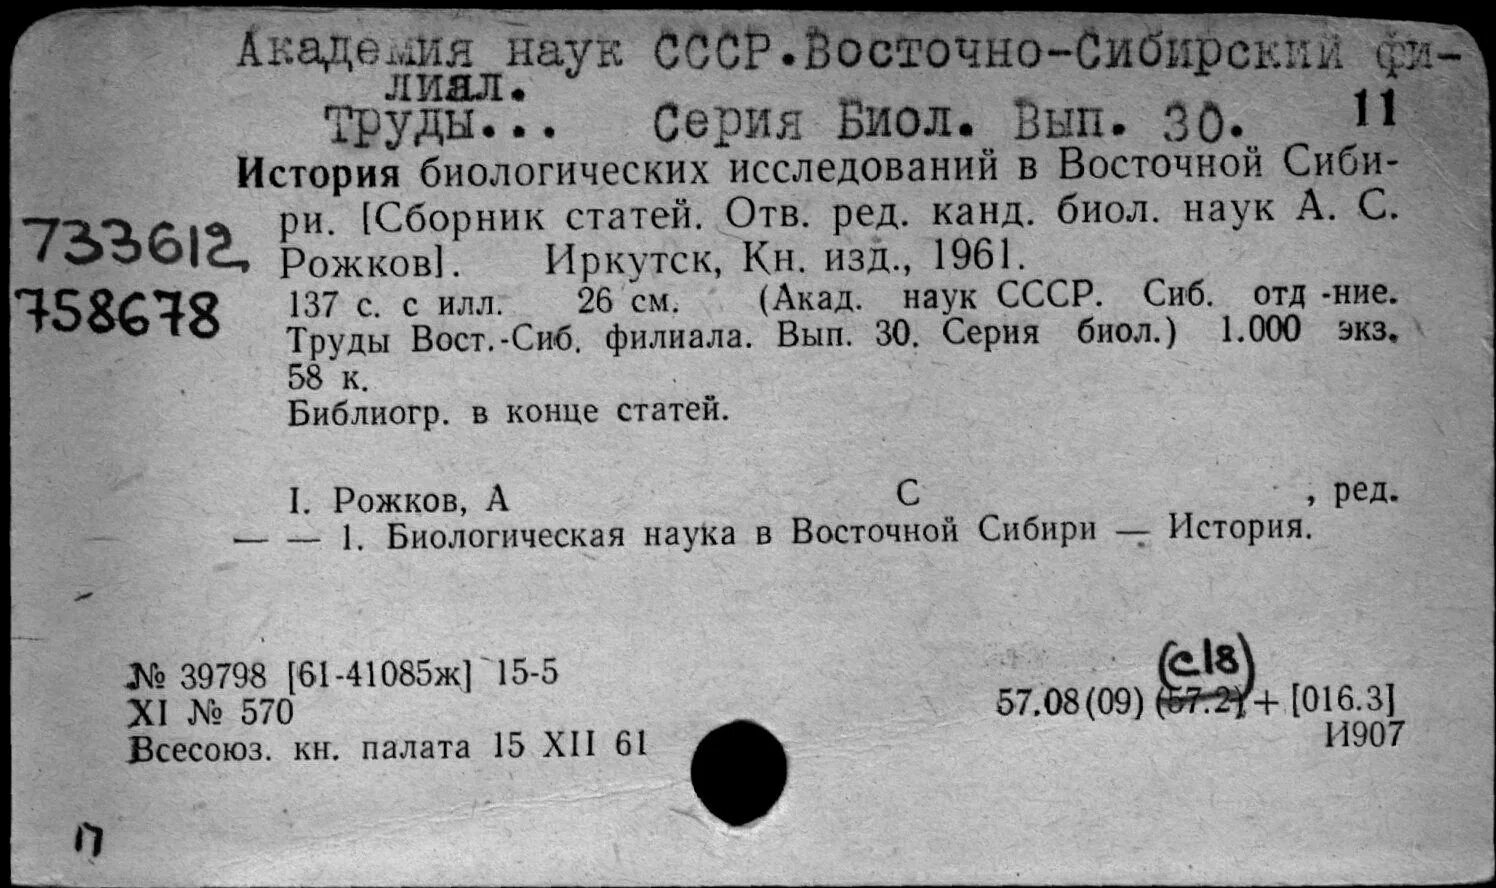 Академия наук СССР. Восточно-Сибирский фи-
лиал.
Труды... Серия Биол. Вып. 30. 11
История биологических исследований в Восточной Сиби-
ри. [Сборник статей. Отв. ред. канд. биол. наук А. С.
733612
Рожков]. Иркутск, Кн. изд., 1961.
758678
137 с. с илл. 26 см. (Акад. наук СССР. Сиб. отд-ние.
Труды Вост.-Сиб. филиала. Вып. 30. Серия биол.) 1.000 экз.
58 к.
Библиогр. в конце статей.
I. Рожков, А С , ред.
— — 1. Биологическая наука в Восточной Сибири — История.
№ 39798 [61-41085ж] 15-5
(с18)
57.08(09) (57.2) + [016.3]
XI № 570
И907
Всесоюз. кн. палата 15 XII 61
П